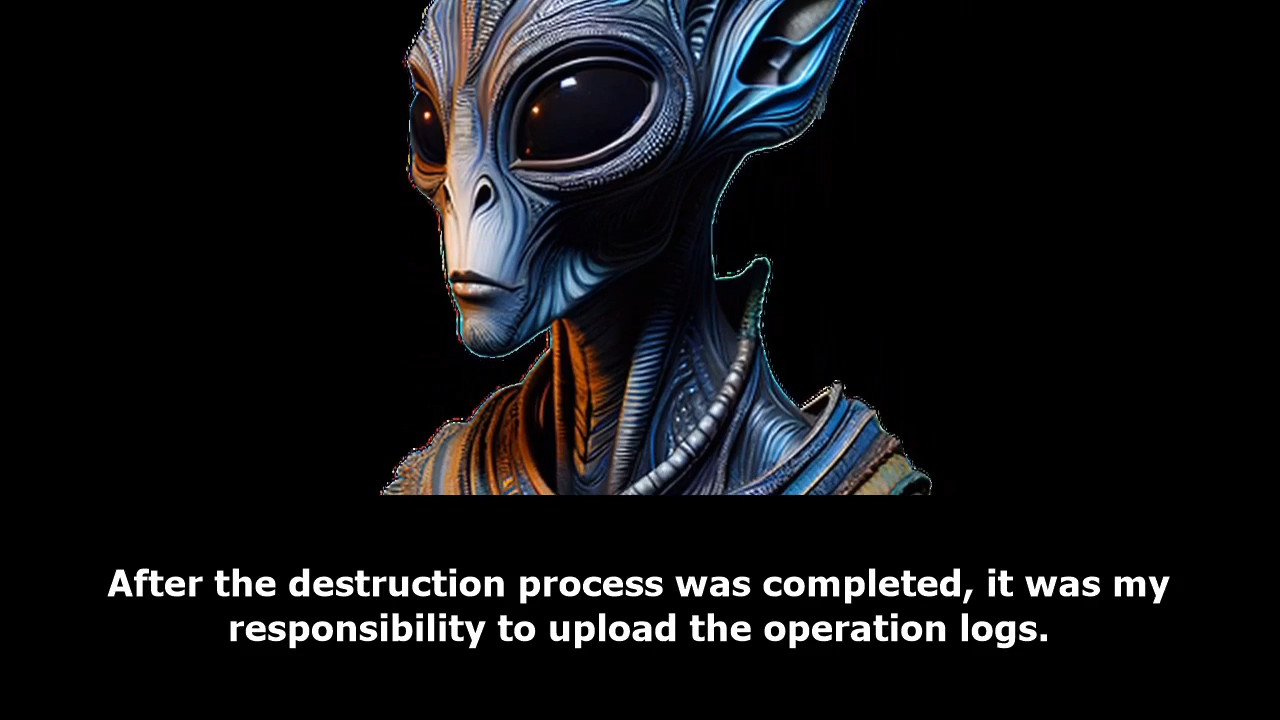 After the destruction process was completed, it was my
responsibility to upload the operation logs.